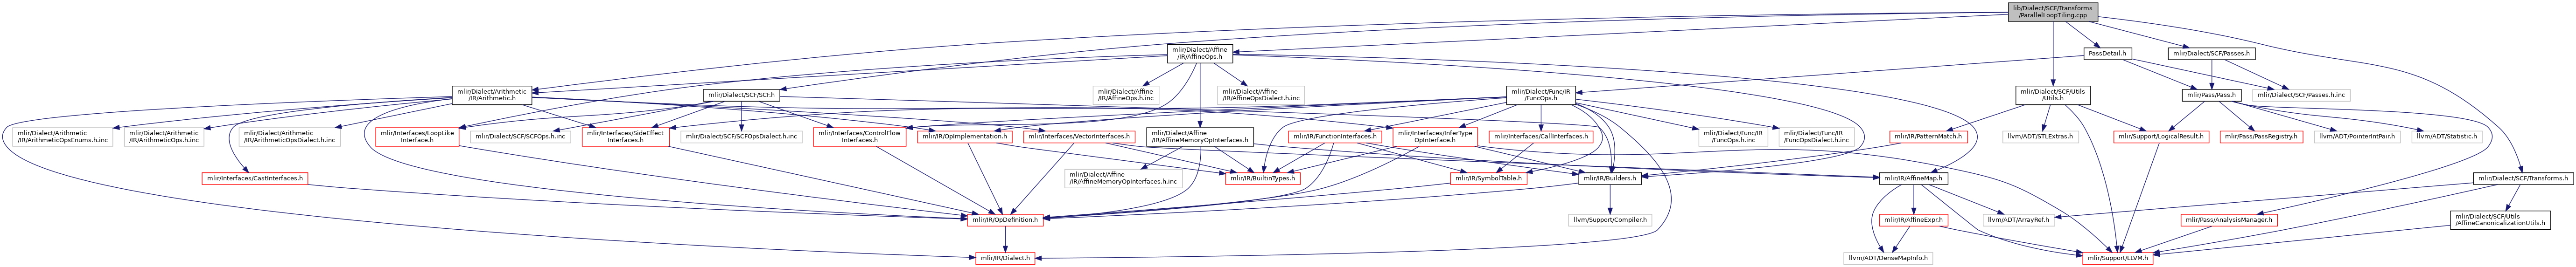 lib/Dialect/SCF/Transforms
/ParallelLoopTiling.cpp
mlir/Dialect/Affine
/IR/AffineOps.h
PassDetail.h
mlir/Dialect/SCF/Passes.h
mlir/Dialect/Arithmetic
/IR/Arithmetic.h
mlir/Dialect/SCF/SCF.h
mlir/Dialect/Affine
/IR/AffineOps.h.inc
mlir/Dialect/Affine
/IR/AffineOpsDialect.h.inc
mlir/Dialect/Func/IR
/FuncOps.h
mlir/Dialect/SCF/Utils
/Utils.h
mlir/Pass/Pass.h
mlir/Dialect/SCF/Passes.h.inc
mlir/Dialect/Arithmetic
/IR/ArithmeticOpsEnums.h.inc
mlir/Dialect/Arithmetic
/IR/ArithmeticOps.h.inc
mlir/Dialect/Arithmetic
/IR/ArithmeticOpsDialect.h.inc
mlir/Interfaces/LoopLike
Interface.h
mlir/Dialect/SCF/SCFOps.h.inc
mlir/Interfaces/SideEffect
Interfaces.h
mlir/Dialect/SCF/SCFOpsDialect.h.inc
mlir/Interfaces/ControlFlow
Interfaces.h
mlir/IR/OpImplementation.h
mlir/Interfaces/VectorInterfaces.h
mlir/Dialect/Affine
/IR/AffineMemoryOpInterfaces.h
mlir/IR/FunctionInterfaces.h
mlir/Interfaces/InferType
OpInterface.h
mlir/Interfaces/CallInterfaces.h
mlir/Dialect/Func/IR
/FuncOps.h.inc
mlir/Dialect/Func/IR
/FuncOpsDialect.h.inc
mlir/IR/PatternMatch.h
llvm/ADT/STLExtras.h
mlir/Support/LogicalResult.h
mlir/Pass/PassRegistry.h
llvm/ADT/PointerIntPair.h
llvm/ADT/Statistic.h
mlir/Interfaces/CastInterfaces.h
mlir/Dialect/Affine
/IR/AffineMemoryOpInterfaces.h.inc
mlir/IR/BuiltinTypes.h
mlir/IR/SymbolTable.h
mlir/IR/Builders.h
mlir/IR/AffineMap.h
mlir/Dialect/SCF/Transforms.h
mlir/IR/OpDefinition.h
llvm/Support/Compiler.h
mlir/IR/AffineExpr.h
llvm/ADT/ArrayRef.h
mlir/Pass/AnalysisManager.h
mlir/Dialect/SCF/Utils
/AffineCanonicalizationUtils.h
mlir/IR/Dialect.h
llvm/ADT/DenseMapInfo.h
mlir/Support/LLVM.h